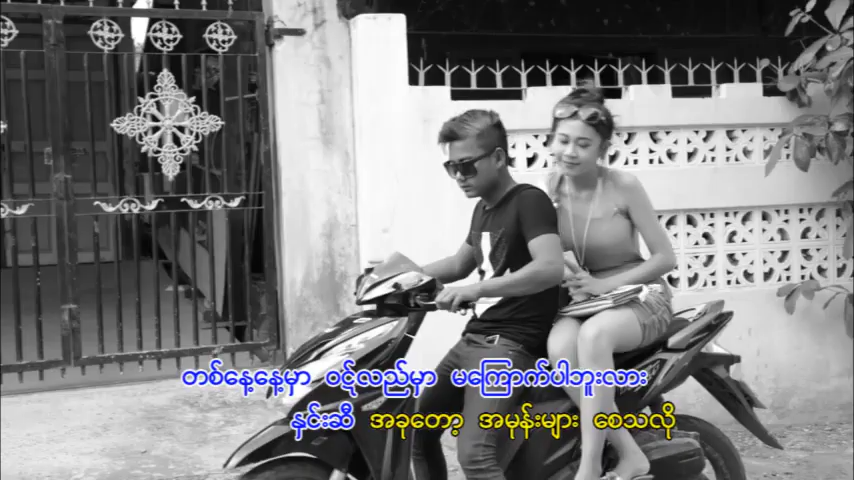 တစ်နေ့နေ့မှာ ဝဋ်လည်မှာ မကြောက်ပါဘူးလား
နှင်းဆီ အခုတော့ အမုန်းများ စေသလို